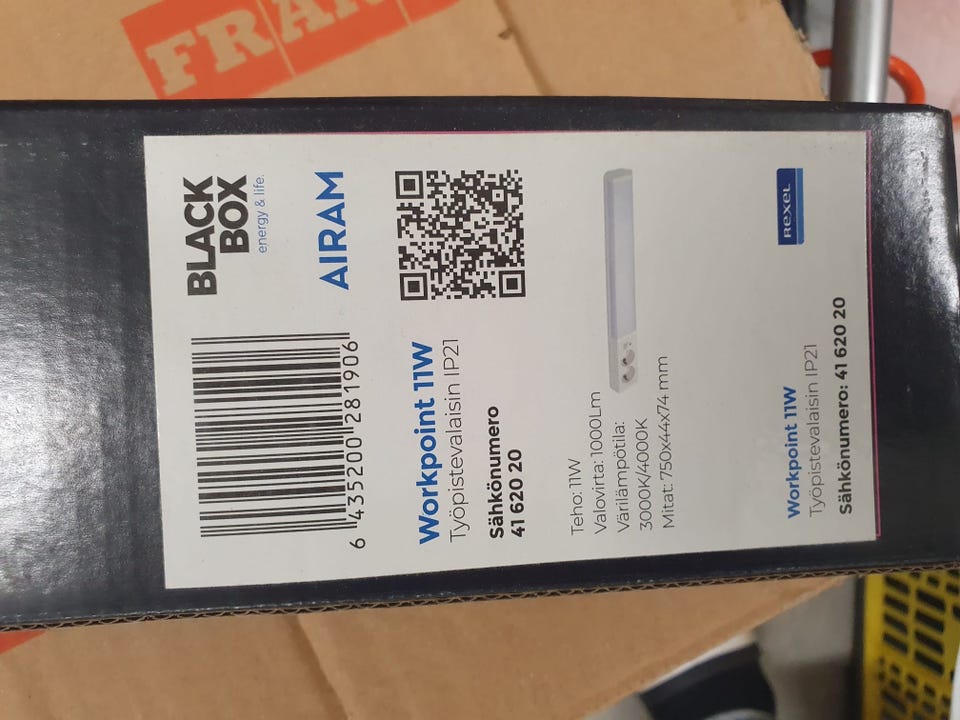 FRAN
BLACK
BOX
energy & life.
AIRAM
6 435200 281906
Workpoint 11W
Työpistevalaisin IP21
Sähkönumero
41 620 20
Teho: 11W
Valovirta: 1000Lm
Värilämpötila:
3000K/4000K
Mitat: 750x44x74 mm
Rexel
Workpoint 11W
Työpistevalaisin IP21
Sähkönumero: 41 620 20